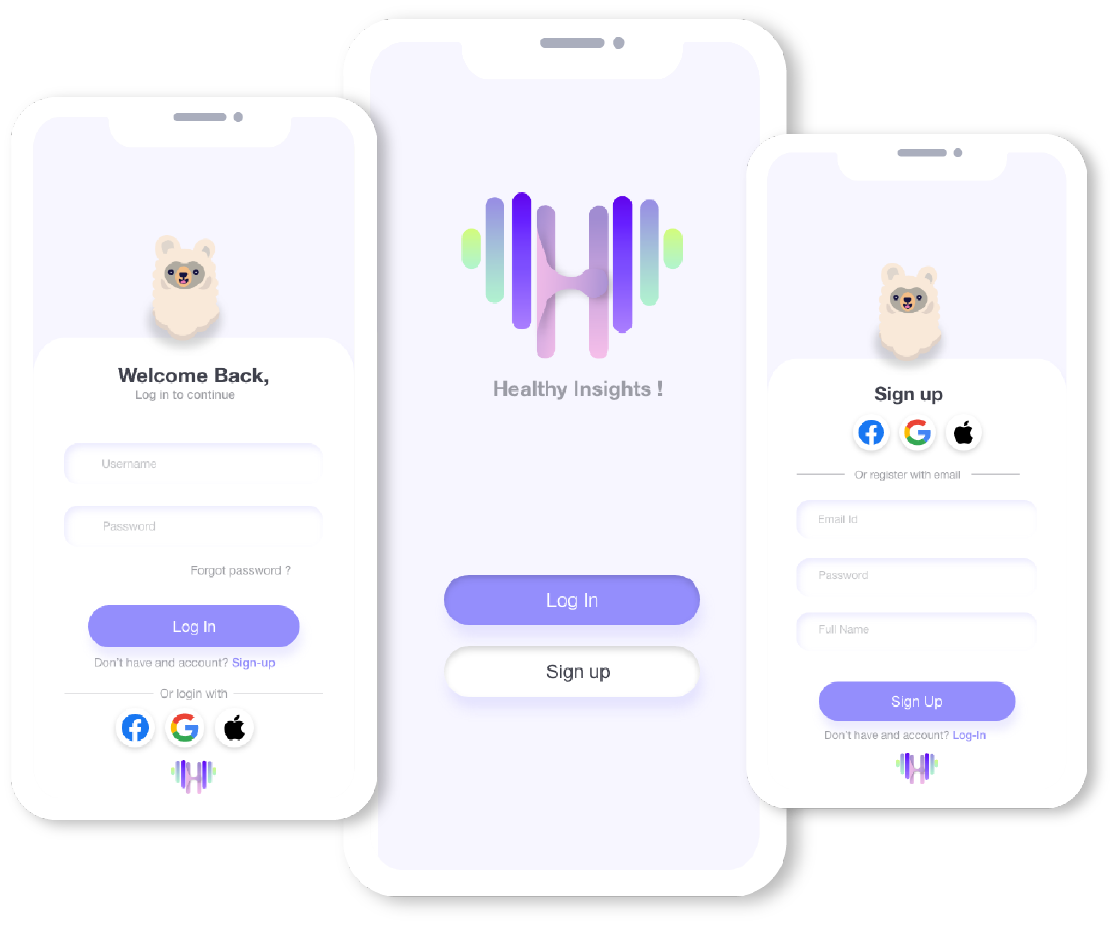 Welcome Back,
Log in to continue
Username
Password
Forgot password ?
Log In
Don't have and account? Sign-up
Or login with
Healthy Insights !
Log In
Sign up
Sign up
Or register with email
Email Id
Password
Full Name
Sign Up
Don't have and account? Log-In